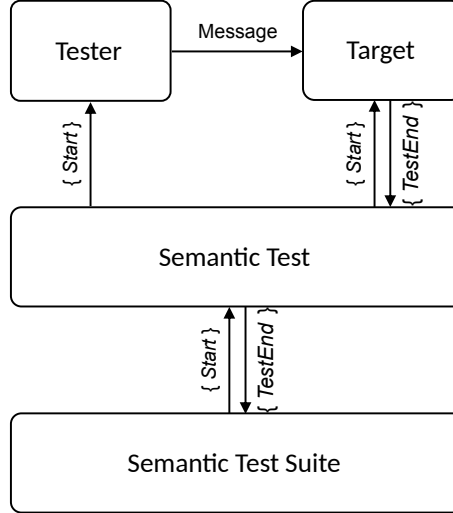 Tester
Message
Target
{ Start }
{ Start }
{ TestEnd }
Semantic Test
{ Start }
{ TestEnd }
Semantic Test Suite